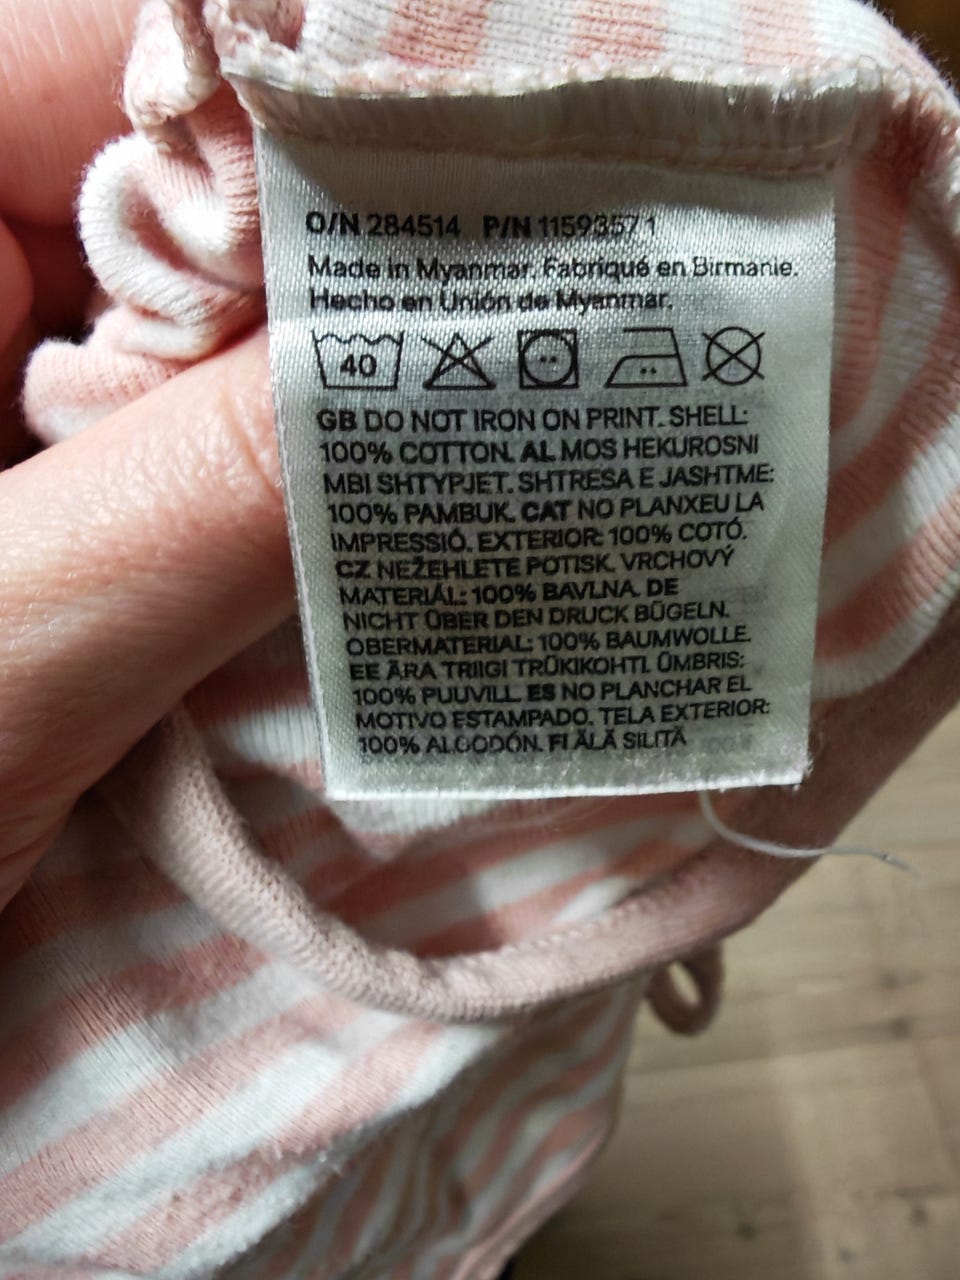 O/N 284514 P/N 1159357 1
Made in Myanmar. Fabriqué en Birmanie.
Hecho en Unión de Myanmar.
40
GB DO NOT IRON ON PRINT. SHELL:
100% COTTON. AL MOS HEKUROSNI
MBI SHTYPJET. SHTRESA E JASHTME:
100% PAMBUK. CAT NO PLANXEU LA
IMPRESSIÓ. EXTERIOR: 100% COTÓ.
CZ NEŽEHLETE POTISK. VRCHOVÝ
MATERIÁL: 100% BAVLNA. DE
NICHT ÜBER DEN DRUCK BÜGELN.
OBERMATERIAL: 100% BAUMWOLLE.
EE ÄRA TRIIGI TRÜKIKOHTI. ÜMBRIS:
100% PUUVILL ES NO PLANCHAR EL
MOTIVO ESTAMPADO. TELA EXTERIOR:
100% ALGODÓN. FI ÄLÄ SILITÄ